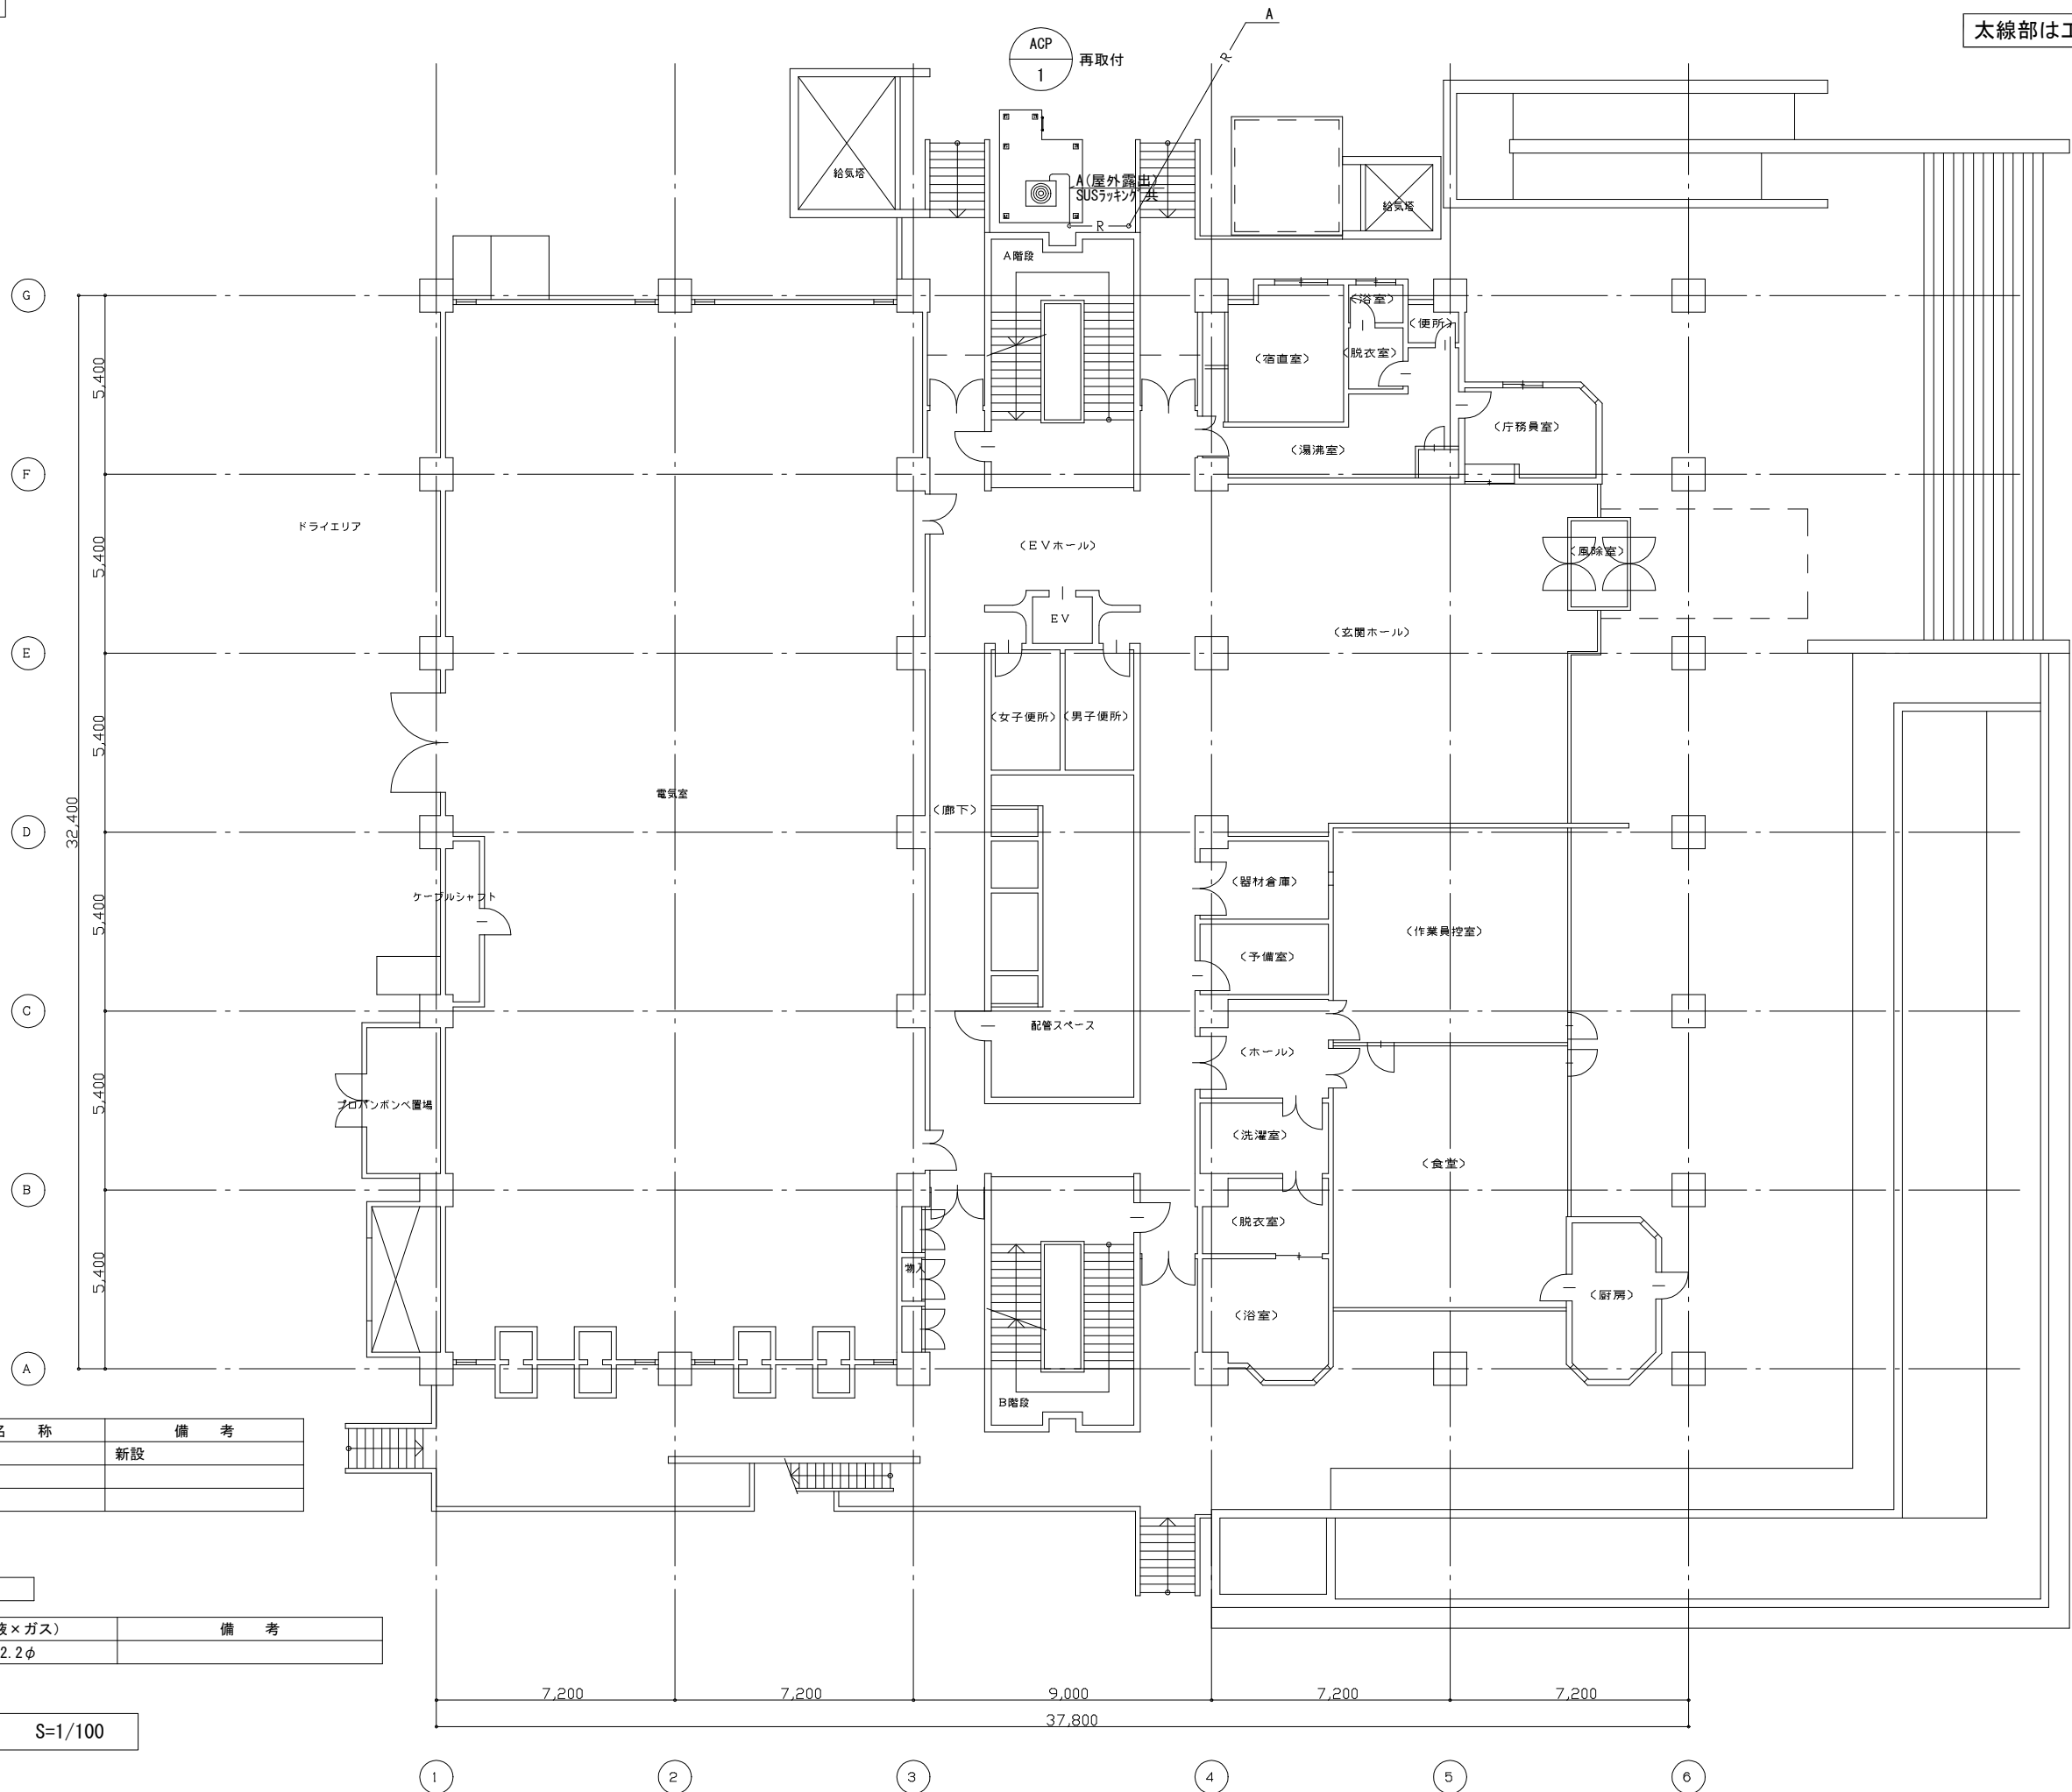 A
ACP
1
再取付
R
太線部は工
給気塔
A(屋外露出)
SUSラッキング共
R
給気塔
A階段
G
(浴室)
(便所)
(宿直室)
(脱衣室)
5,400
(庁務員室)
(湯沸室)
F
ドライエリア
(EVホール)
(風除室)
5,400
EV
(玄関ホール)
E
(女子便所)
(男子便所)
5,400
電気室
(廊下)
32,400
D
(器材倉庫)
ケーブルシャフト
5,400
(作業員控室)
(予備室)
C
配管スペース
(ホール)
5,400
プロパンボンベ置場
(洗濯室)
(食堂)
B
(脱衣室)
5,400
物入
(厨房)
(浴室)
A
B階段
名 称 備 考
新設
液×ガス) 備 考
2.2φ
7,200 7,200 9,000 7,200 7,200
37,800
S=1/100
1 2 3 4 5 6